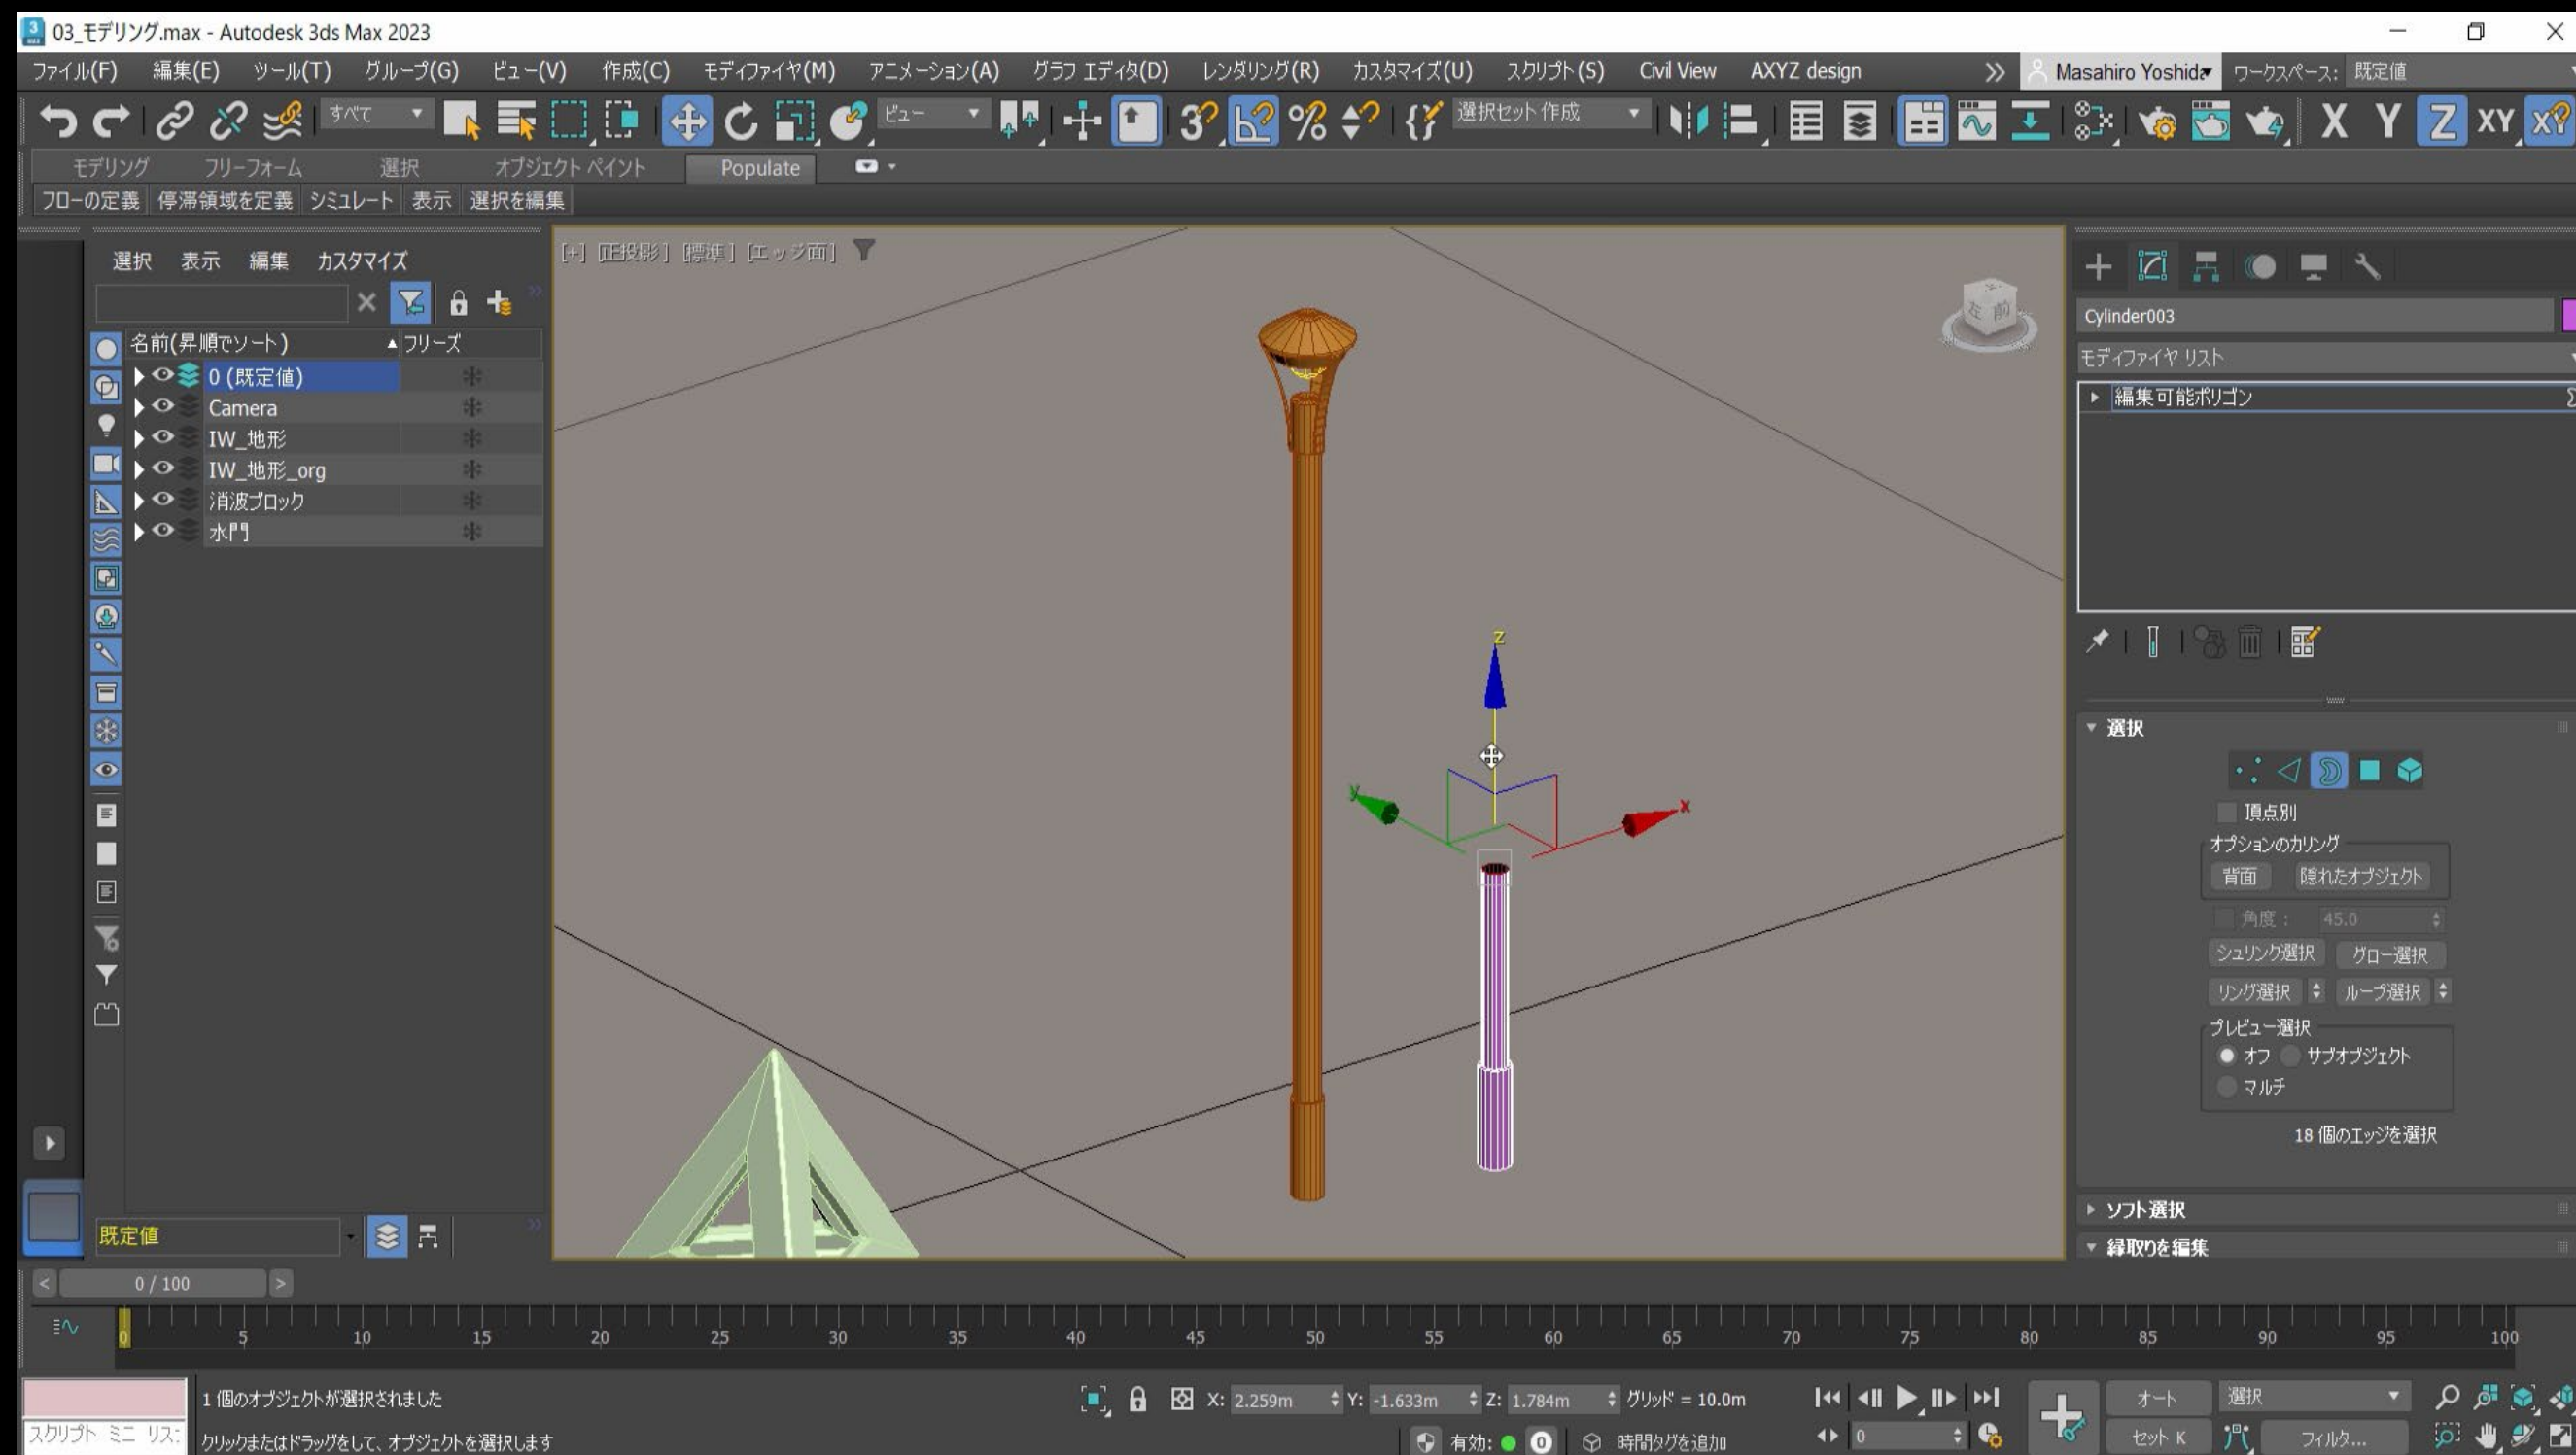 03_モデリング.max - Autodesk 3ds Max 2023
ファイル(F) 編集(E) ツール(T) グループ(G) ビュー(V) 作成(C) モディファイヤ(M) アニメーション(A) グラフ エディタ(D) レンダリング(R) カスタマイズ(U) スクリプト(S) Civil View AXYZ design Masahiro Yoshida ワークスペース: 既定値
すべて ビュー 選択セット作成 X Y Z XY
モデリング フリーフォーム 選択 オブジェクト ペイント Populate
フローの定義 停滞領域を定義 シミュレート 表示 選択を編集
選択 表示 編集 カスタマイズ
名前(昇順でソート) フリーズ
0 (既定値)
Camera
IW_地形
IW_地形_org
消波ブロック
水門
既定値
[+] [正投影] [標準] [エッジ面]
左 前
z
y
x
Cylinder003
モディファイヤ リスト
編集可能ポリゴン
選択
頂点別
オプションのカリング
背面 隠れたオブジェクト
角度: 45.0
シュリンク選択 グロー選択
リング選択 ループ選択
プレビュー選択
オフ サブオブジェクト
マルチ
18 個のエッジを選択
ソフト選択
縁取りを編集
0 / 100
0 5 10 15 20 25 30 35 40 45 50 55 60 65 70 75 80 85 90 95 100
1 個のオブジェクトが選択されました
X: 2.259m Y: -1.633m Z: 1.784m グリッド = 10.0m
オート 選択
スクリプト ミニ リス:
クリックまたはドラッグをして、オブジェクトを選択します
有効: 0 時間タグを追加
0
セット K フィルタ...